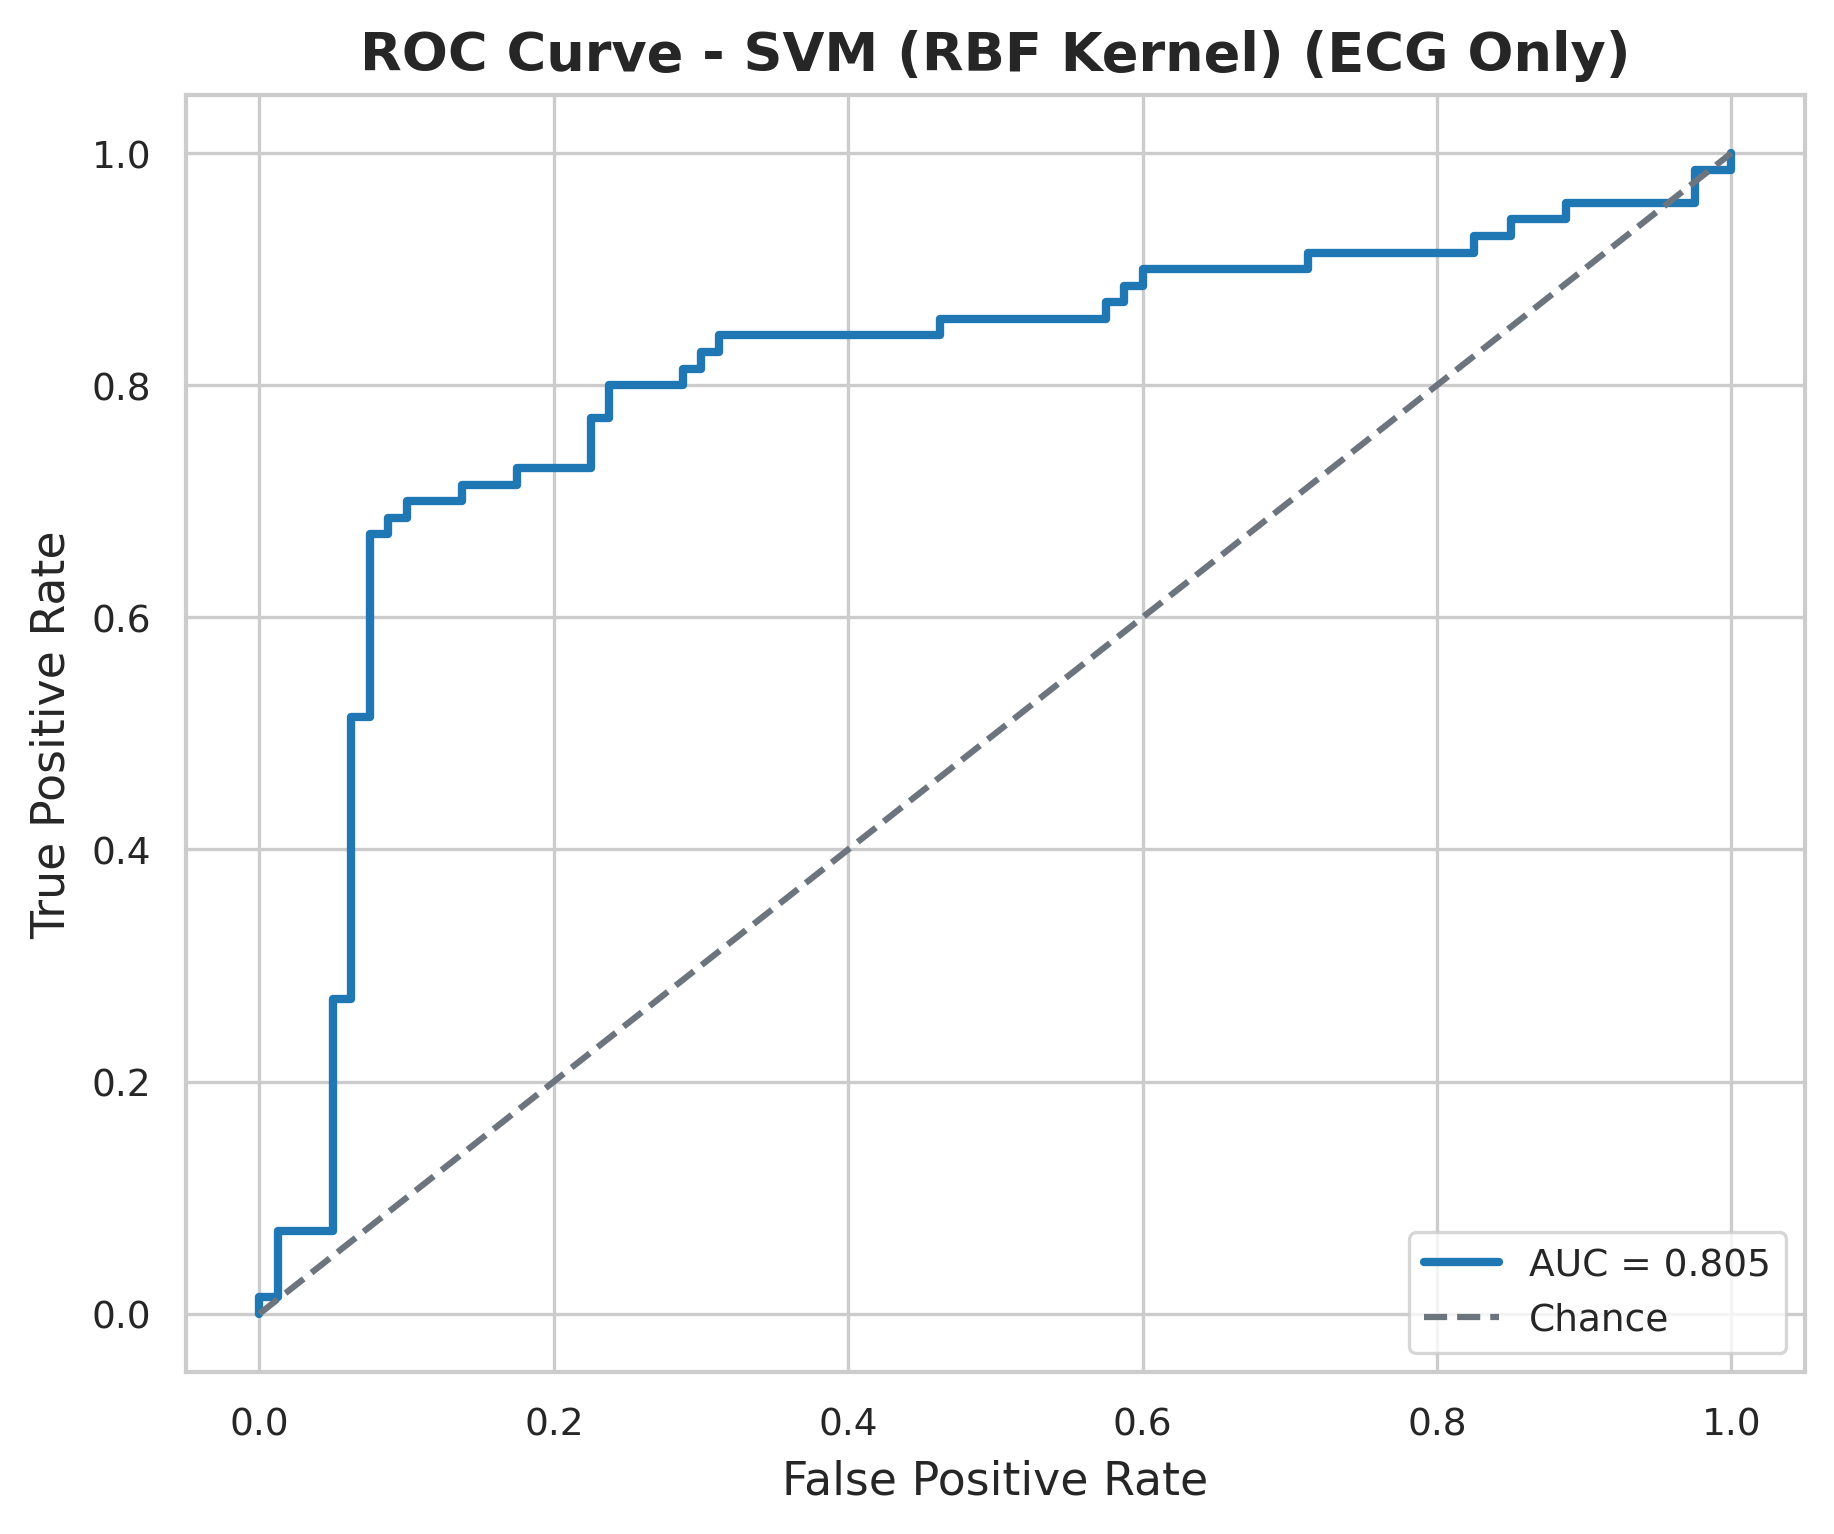 ROC Curve - SVM (RBF Kernel) (ECG Only)
True Positive Rate
1.0
0.8
0.6
0.4
0.2
0.0
AUC = 0.805
Chance
0.0 0.2 0.4 0.6 0.8 1.0
False Positive Rate